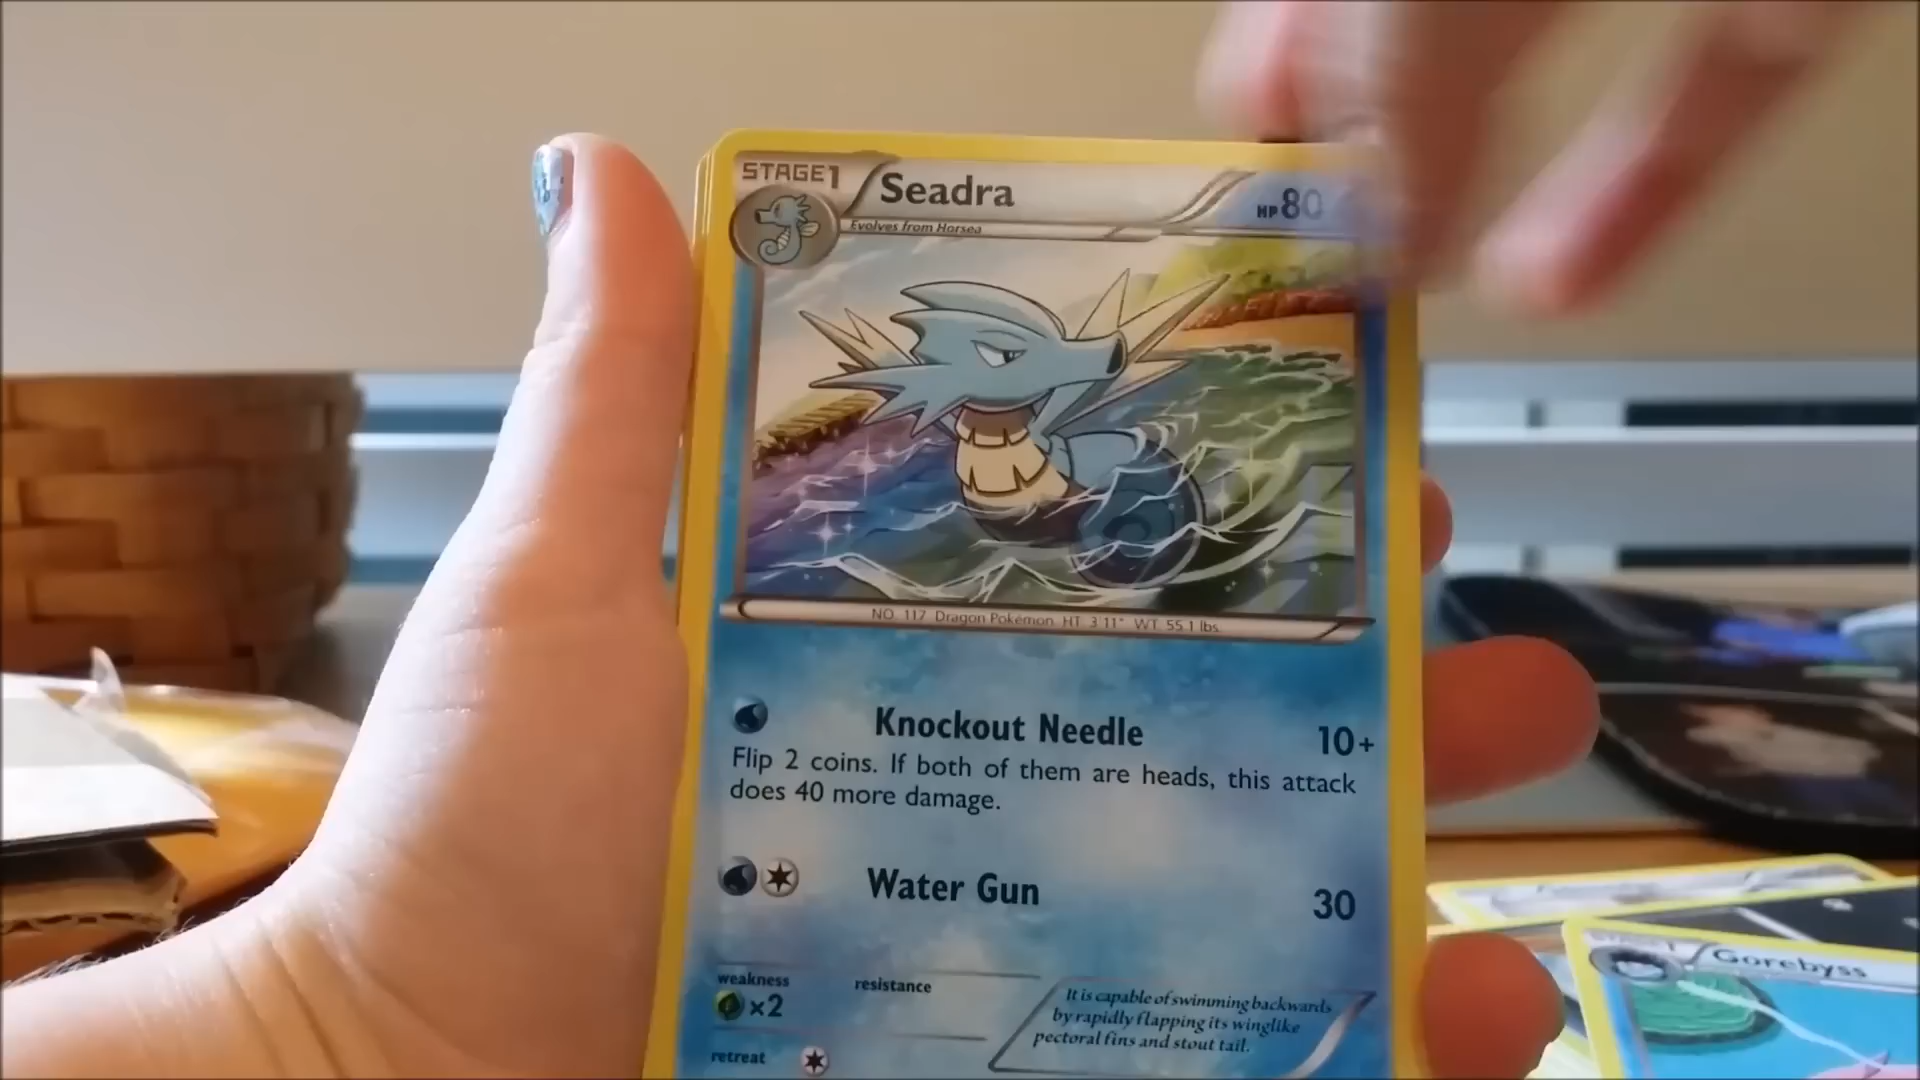 STAGE1
Seadra
HP80
Evolves from Horsea
NO. 117 Dragon Pokémon HT. 3'11" WT. 55.1 lbs.
Knockout Needle 10+
Flip 2 coins. If both of them are heads, this attack
does 40 more damage.
Water Gun 30
weakness
×2
resistance
retreat
It is capable of swimming backwards
by rapidly flapping its winglike
pectoral fins and stout tail.
Gorebyss